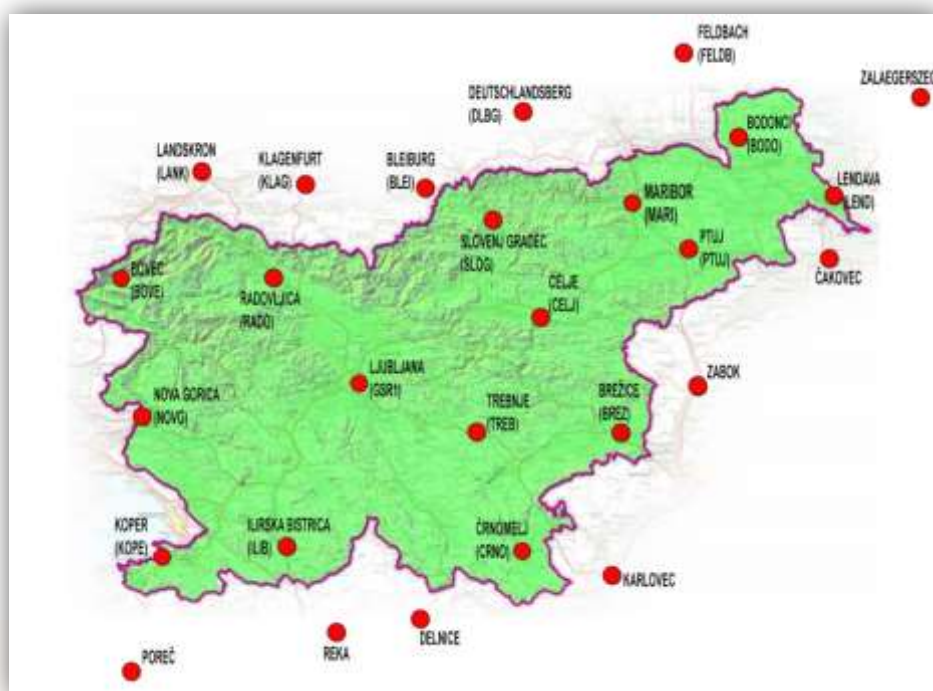 FELDBACH
(FELDB)
ZALAEGERSZEG
DEUTSCHLANDSBERG
(DLBG)
BODONCI
(BODO)
LANDSKRON
(LANK)
KLAGENFURT
(KLAG)
BLEIBURG
(BLEI)
LENDAVA
(LEND)
MARIBOR
(MARI)
SLOVENJ GRADEC
(SLOG)
PTUJ
(PTUJ)
ČAKOVEC
BOVEC
(BOVE)
RADOVLJICA
(RADO)
CELJE
(CELJ)
LJUBLJANA
(GSR1)
ZABOK
NOVA GORICA
(NOVG)
TREBNJE
(TREB)
BREŽICE
(BREZ)
KOPER
(KOPE)
ILIRSKA BISTRICA
(ILIB)
ČRNOMELJ
(CRNO)
KARLOVEC
DELNICE
REKA
POREČ